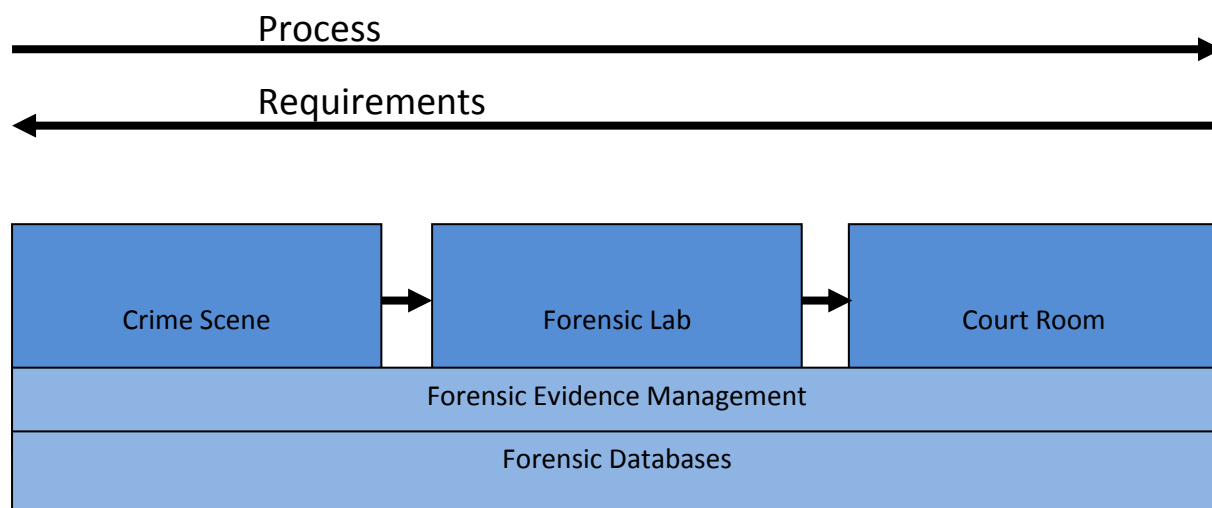 Process
Requirements
Crime Scene
Forensic Lab
Court Room
Forensic Evidence Management
Forensic Databases